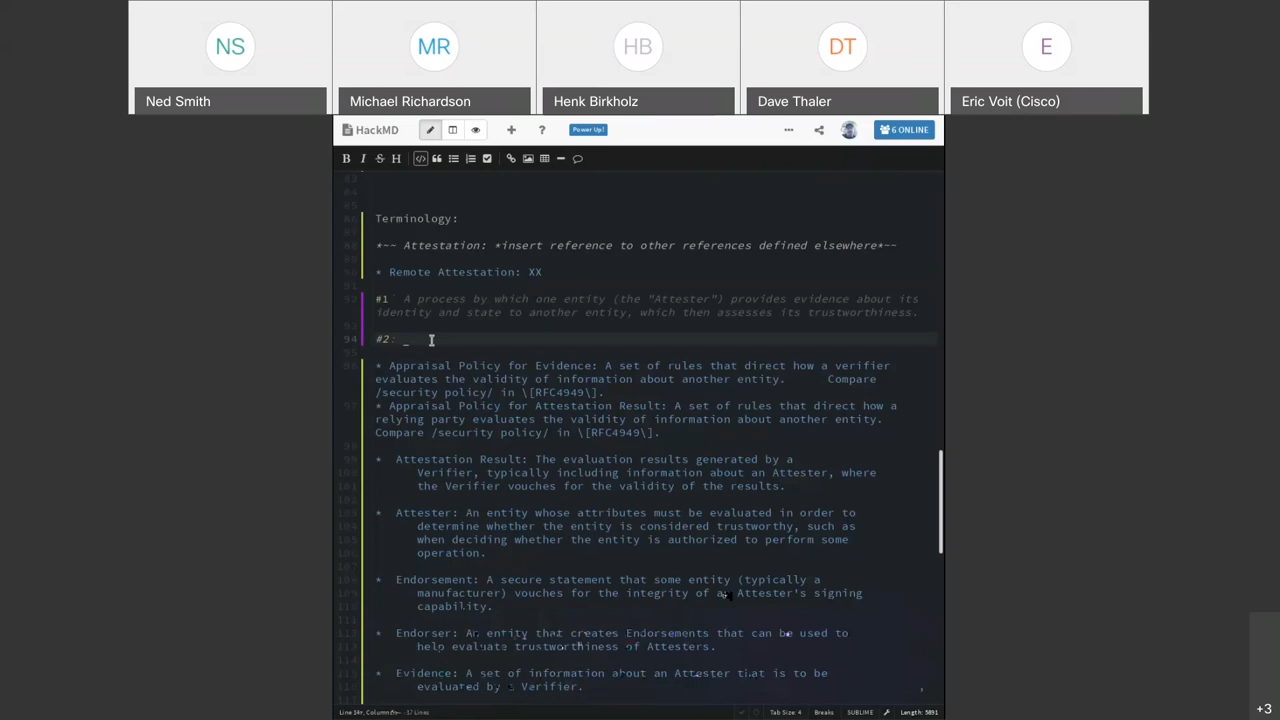 NS
MR
HB
DT
E
Ned Smith
Michael Richardson
Henk Birkholz
Dave Thaler
Eric Voit (Cisco)
HackMD
Power Up!
6 ONLINE
Terminology:
*~~ Attestation: *insert reference to other references defined elsewhere*~~
* Remote Attestation: XX
#1` A process by which one entity (the "Attester") provides evidence about its
identity and state to another entity, which then assesses its trustworthiness.
#2: _
* Appraisal Policy for Evidence: A set of rules that direct how a verifier
evaluates the validity of information about another entity. Compare
/security policy/ in \[RFC4949\].
* Appraisal Policy for Attestation Result: A set of rules that direct how a
relying party evaluates the validity of information about another entity.
Compare /security policy/ in \[RFC4949\].
* Attestation Result: The evaluation results generated by a
Verifier, typically including information about an Attester, where
the Verifier vouches for the validity of the results.
* Attester: An entity whose attributes must be evaluated in order to
determine whether the entity is considered trustworthy, such as
when deciding whether the entity is authorized to perform some
operation.
* Endorsement: A secure statement that some entity (typically a
manufacturer) vouches for the integrity of an Attester's signing
capability.
* Endorser: An entity that creates Endorsements that can be used to
help evaluate trustworthiness of Attesters.
* Evidence: A set of information about an Attester that is to be
evaluated by a Verifier.
17 Lines
Tab Size: 4
Breaks
SUBLIME
Length: 5891
+3